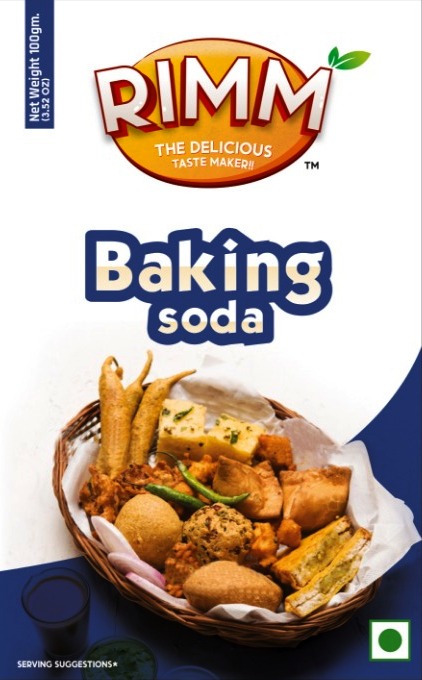 Net Weight 100gm.
(3.52 OZ)
RIMM
THE DELICIOUS
TASTE MAKER!!
TM
Baking
soda
SERVING SUGGESTIONS*